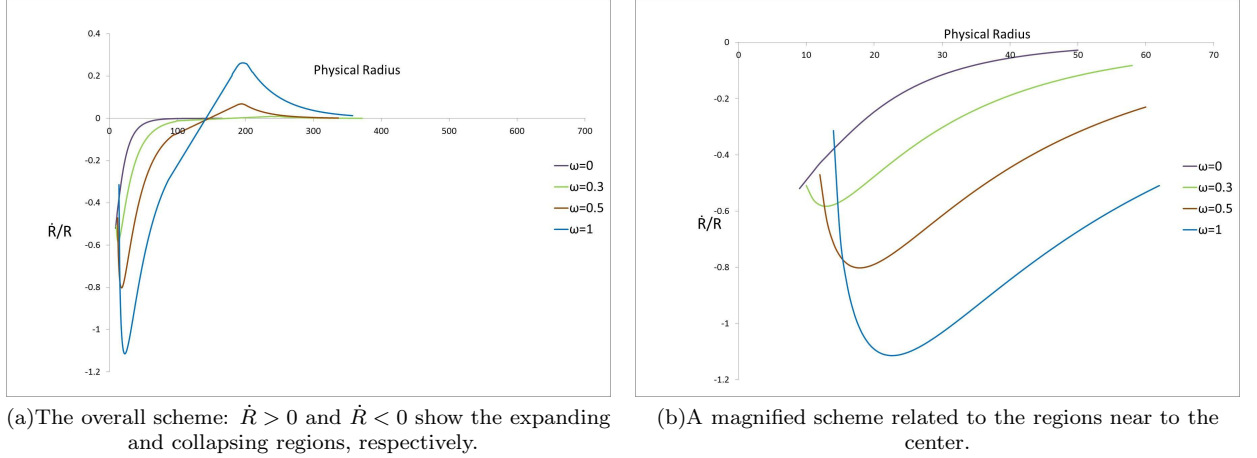 0.4
0.2
0
-0.2
-0.4
-0.6
-0.8
-1
-1.2
0 100 200 300 400 500 600 700
Physical Radius
Ṙ/R
ω=0
ω=0.3
ω=0.5
ω=1
(a)The overall scheme: Ṙ > 0 and Ṙ < 0 show the expanding
and collapsing regions, respectively.
Physical Radius
0 10 20 30 40 50 60 70
0
-0.2
-0.4
-0.6
-0.8
-1
-1.2
Ṙ/R
ω=0
ω=0.3
ω=0.5
ω=1
(b)A magnified scheme related to the regions near to the
center.